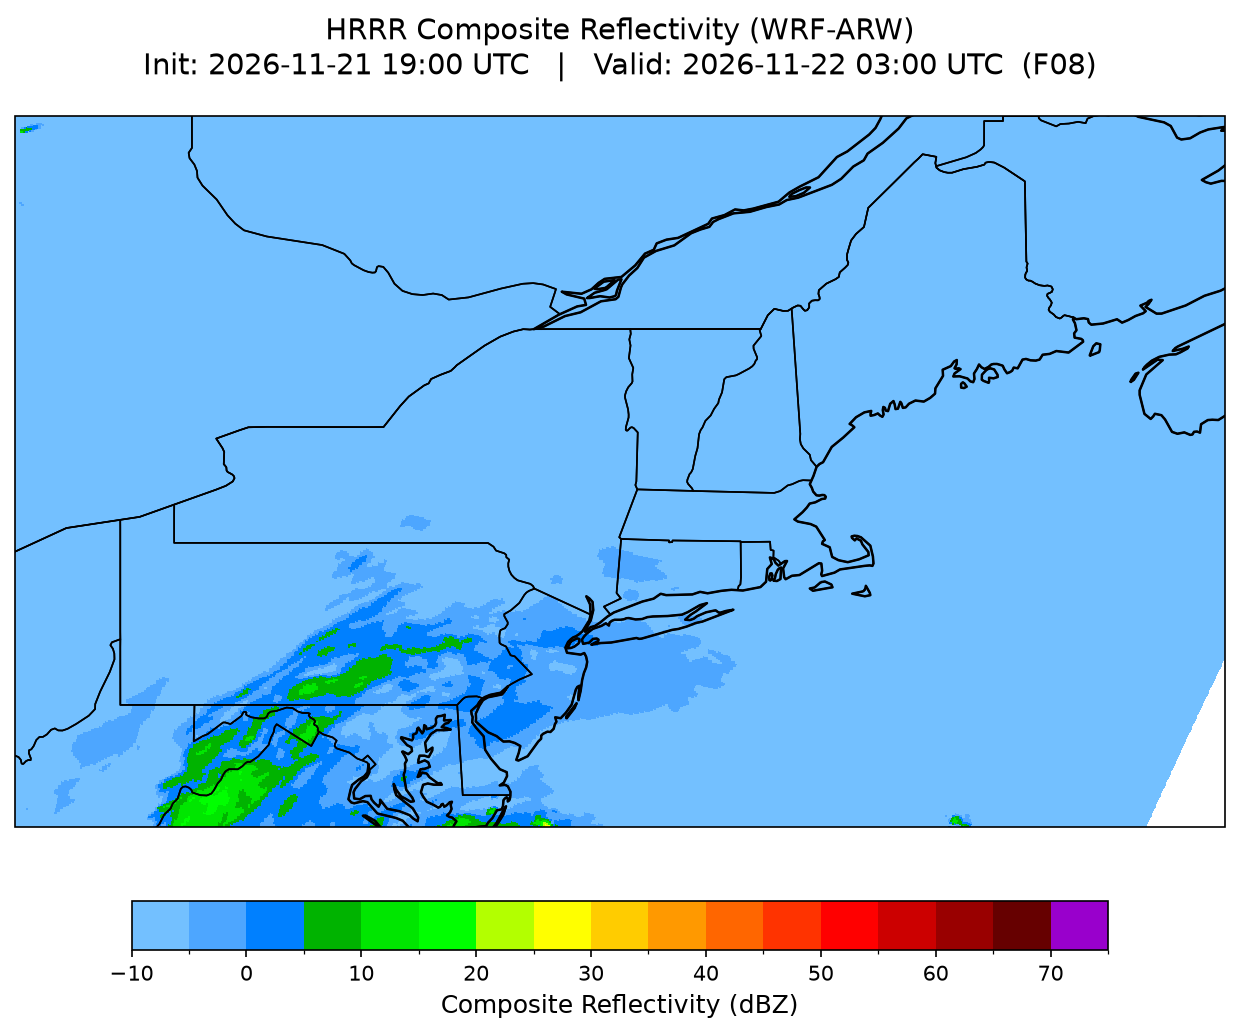 HRRR Composite Reflectivity (WRF-ARW)
Init: 2026-11-21 19:00 UTC   |   Valid: 2026-11-22 03:00 UTC  (F08)
−10 0 10 20 30 40 50 60 70
Composite Reflectivity (dBZ)